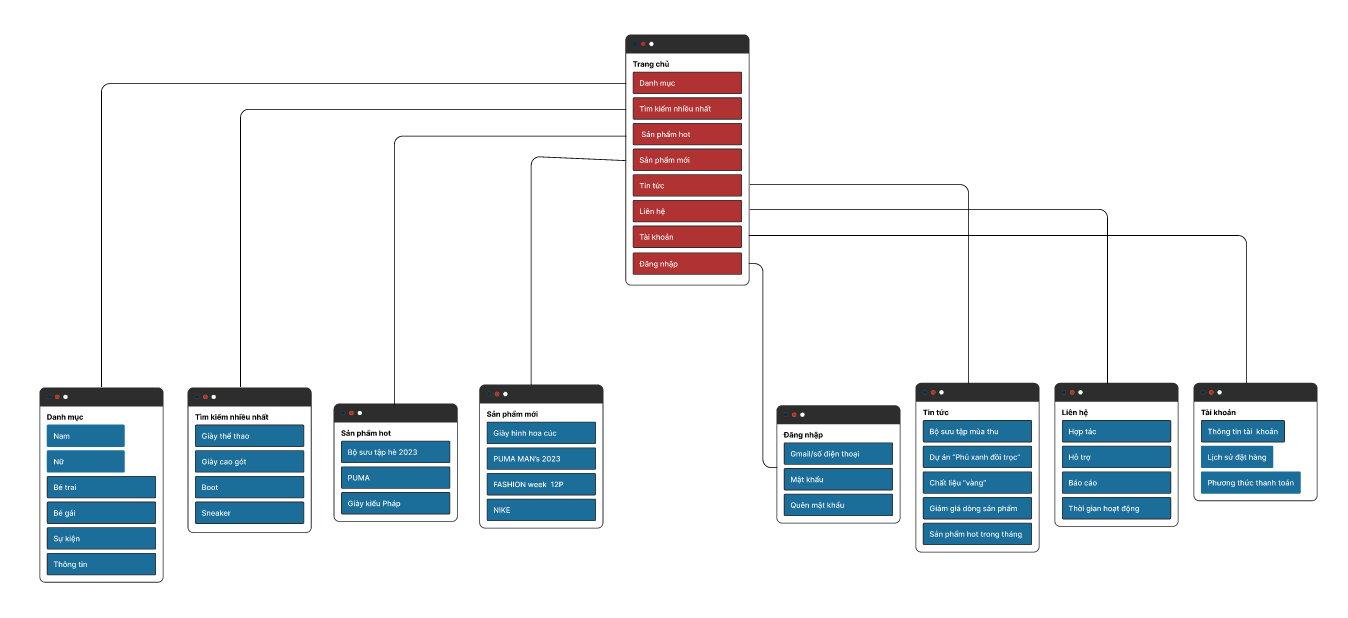 Trang chủ
Danh mục
Tìm kiếm nhiều nhất
Sản phẩm hot
Sản phẩm mới
Tin tức
Liên hệ
Tài khoản
Đăng nhập
Danh mục
Nam
Nữ
Bé trai
Bé gái
Sự kiện
Thông tin
Tìm kiếm nhiều nhất
Giày thể thao
Giày cao gót
Boot
Sneaker
Sản phẩm hot
Bộ sưu tập hè 2023
PUMA
Giày kiểu Pháp
Sản phẩm mới
Giày hình hoa cúc
PUMA MAN's 2023
FASHION week 12P
NIKE
Đăng nhập
Gmail/số điện thoại
Mật khẩu
Quên mật khẩu
Tin tức
Bộ sưu tập mùa thu
Dự án "Phủ xanh đồi trọc"
Chất liệu "vàng"
Giảm giá dòng sản phẩm
Sản phẩm hot trong tháng
Liên hệ
Hợp tác
Hỗ trợ
Báo cáo
Thời gian hoạt động
Tài khoản
Thông tin tài khoản
Lịch sử đặt hàng
Phương thức thanh toán